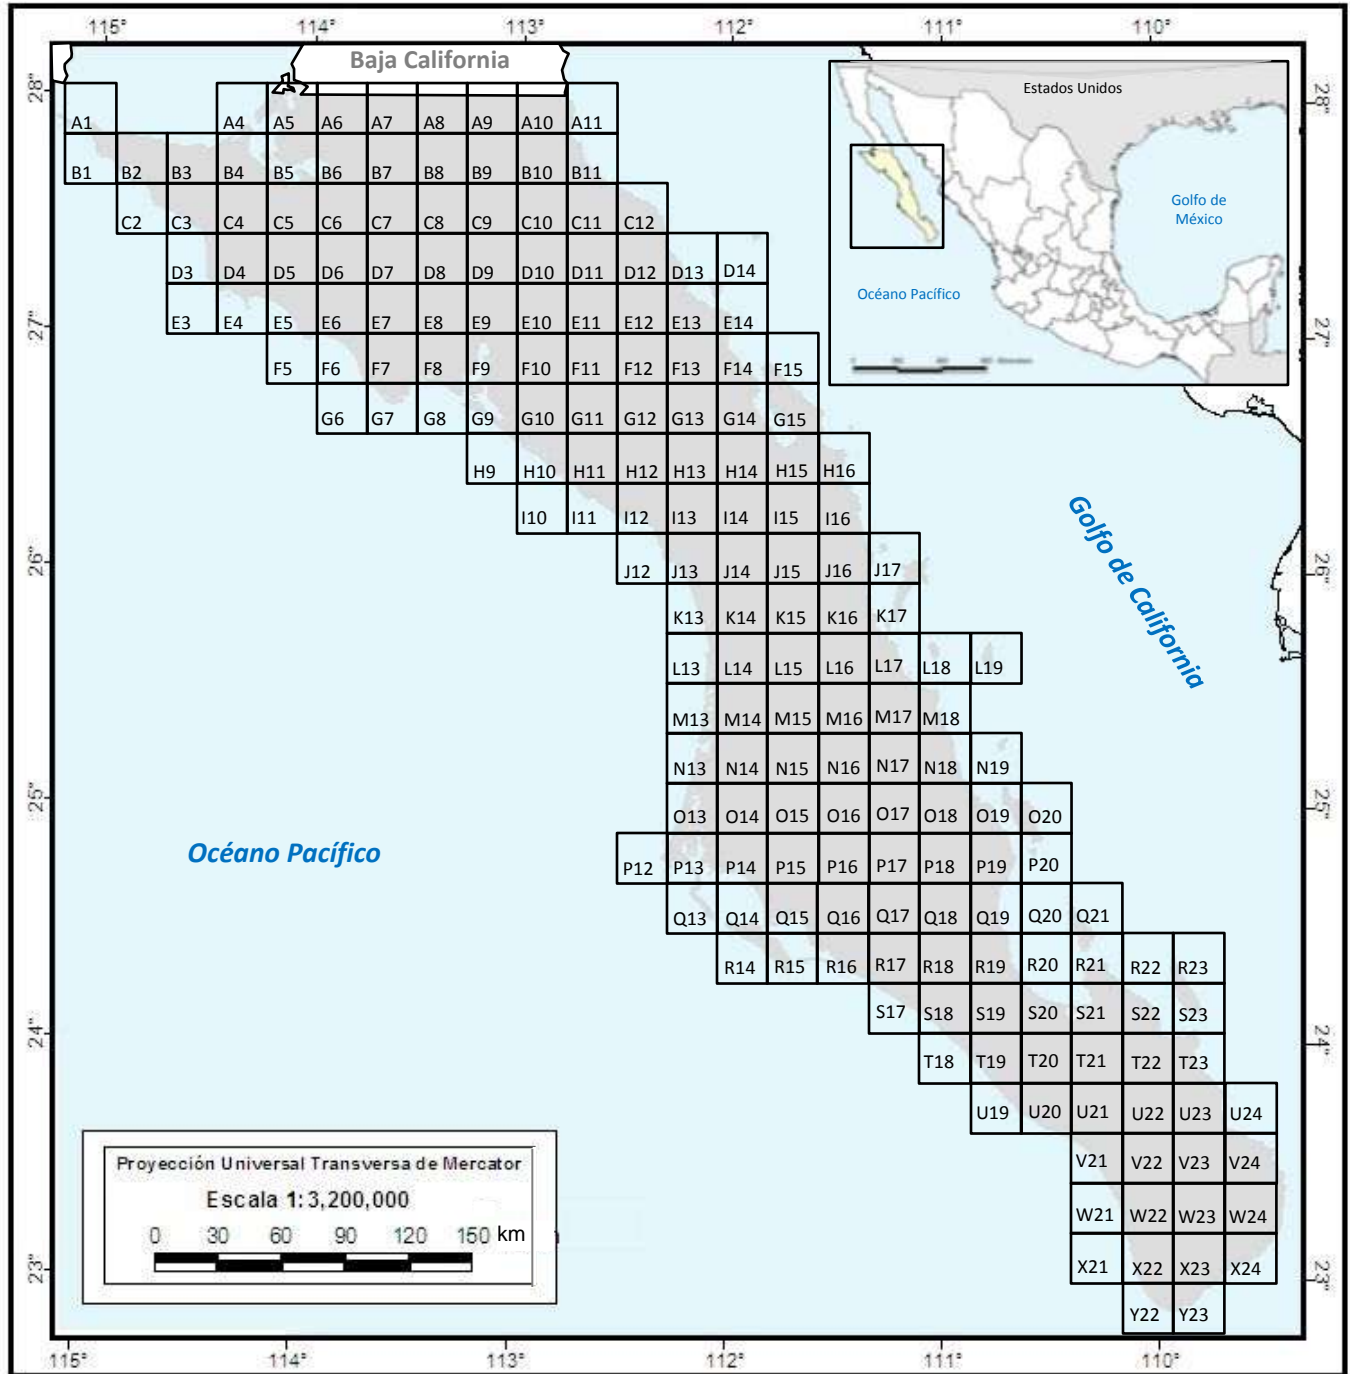 115° 114° 113° 112° 111° 110°
Baja California
28°
28°
Estados Unidos
Golfo de
México
Océano Pacífico
A1 A4 A5 A6 A7 A8 A9 A10 A11
B1 B2 B3 B4 B5 B6 B7 B8 B9 B10 B11
C2 C3 C4 C5 C6 C7 C8 C9 C10 C11 C12
D3 D4 D5 D6 D7 D8 D9 D10 D11 D12 D13 D14
E3 E4 E5 E6 E7 E8 E9 E10 E11 E12 E13 E14
27°
27°
F5 F6 F7 F8 F9 F10 F11 F12 F13 F14 F15
G6 G7 G8 G9 G10 G11 G12 G13 G14 G15
H9 H10 H11 H12 H13 H14 H15 H16
I10 I11 I12 I13 I14 I15 I16
Golfo de California
26°
26°
J12 J13 J14 J15 J16 J17
K13 K14 K15 K16 K17
L13 L14 L15 L16 L17 L18 L19
M13 M14 M15 M16 M17 M18
N13 N14 N15 N16 N17 N18 N19
25°
25°
O13 O14 O15 O16 O17 O18 O19 O20
Océano Pacífico
P12 P13 P14 P15 P16 P17 P18 P19 P20
Q13 Q14 Q15 Q16 Q17 Q18 Q19 Q20 Q21
R14 R15 R16 R17 R18 R19 R20 R21 R22 R23
S17 S18 S19 S20 S21 S22 S23
24°
24°
T18 T19 T20 T21 T22 T23
U19 U20 U21 U22 U23 U24
V21 V22 V23 V24
W21 W22 W23 W24
X21 X22 X23 X24
Y22 Y23
23°
23°
Proyección Universal Transversa de Mercator
Escala 1:3,200,000
0 30 60 90 120 150 km
115° 114° 113° 112° 111° 110°